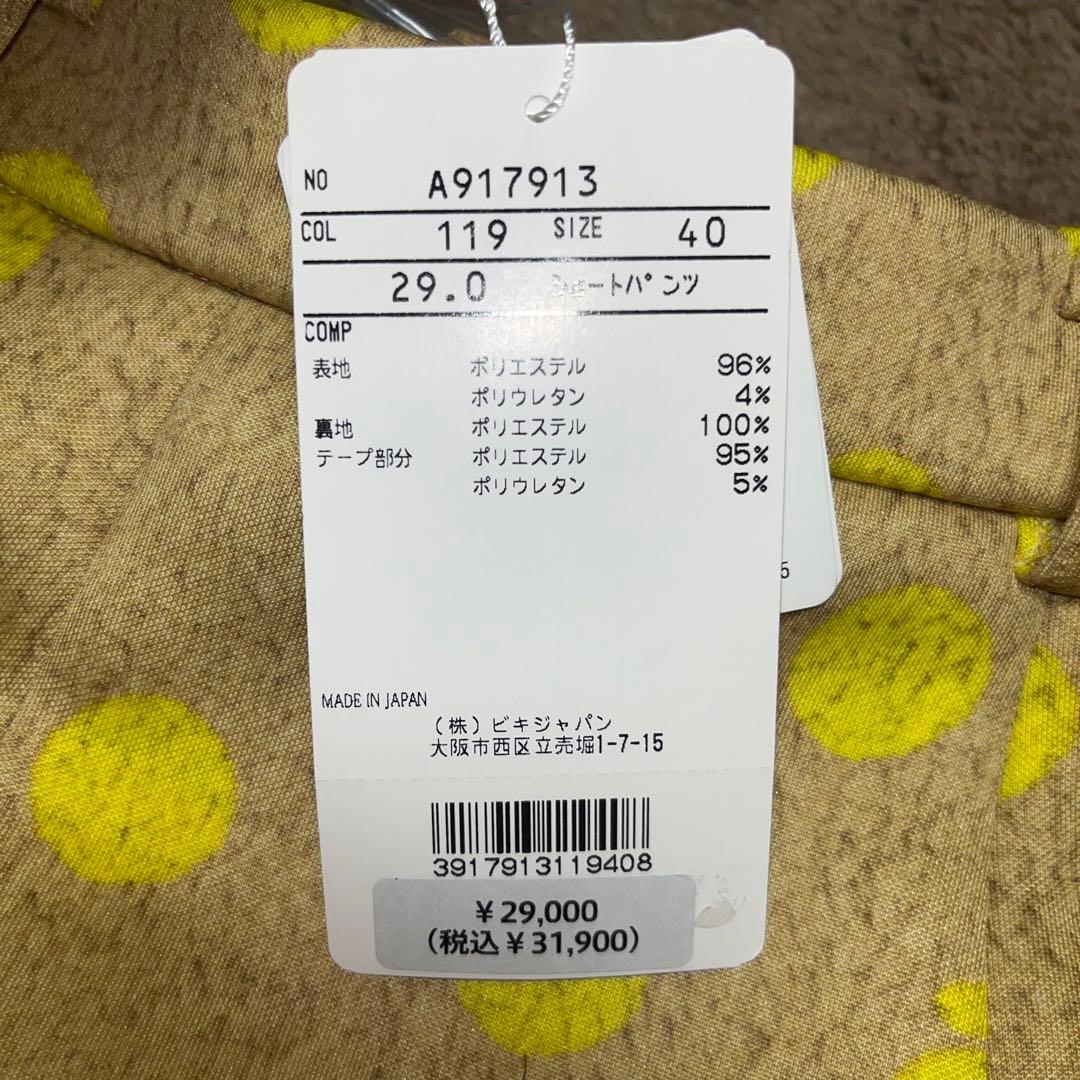 NO A917913
COL 119 SIZE 40
29.0 ショートパンツ
COMP
表地 ポリエステル 96%
ポリウレタン 4%
裏地 ポリエステル 100%
テープ部分 ポリエステル 95%
ポリウレタン 5%
5
MADE IN JAPAN
(株)ビキジャパン
大阪市西区立売堀1-7-15
3917913119408
¥29,000
(税込¥31,900)